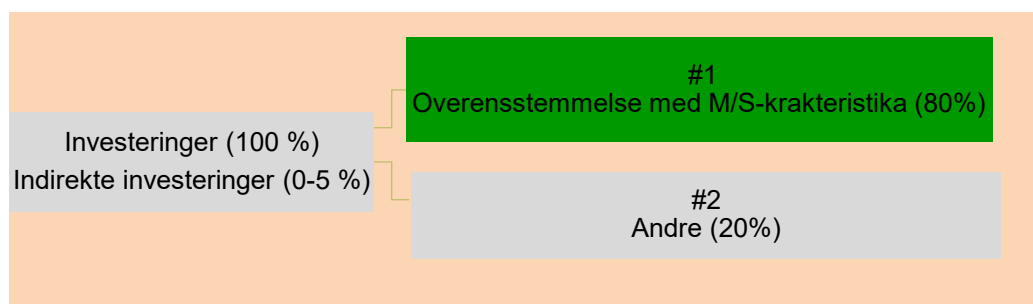 Investeringer (100 %)
Indirekte investeringer (0-5 %)
#1
Overensstemmelse med M/S-krakteristika (80%)
#2
Andre (20%)